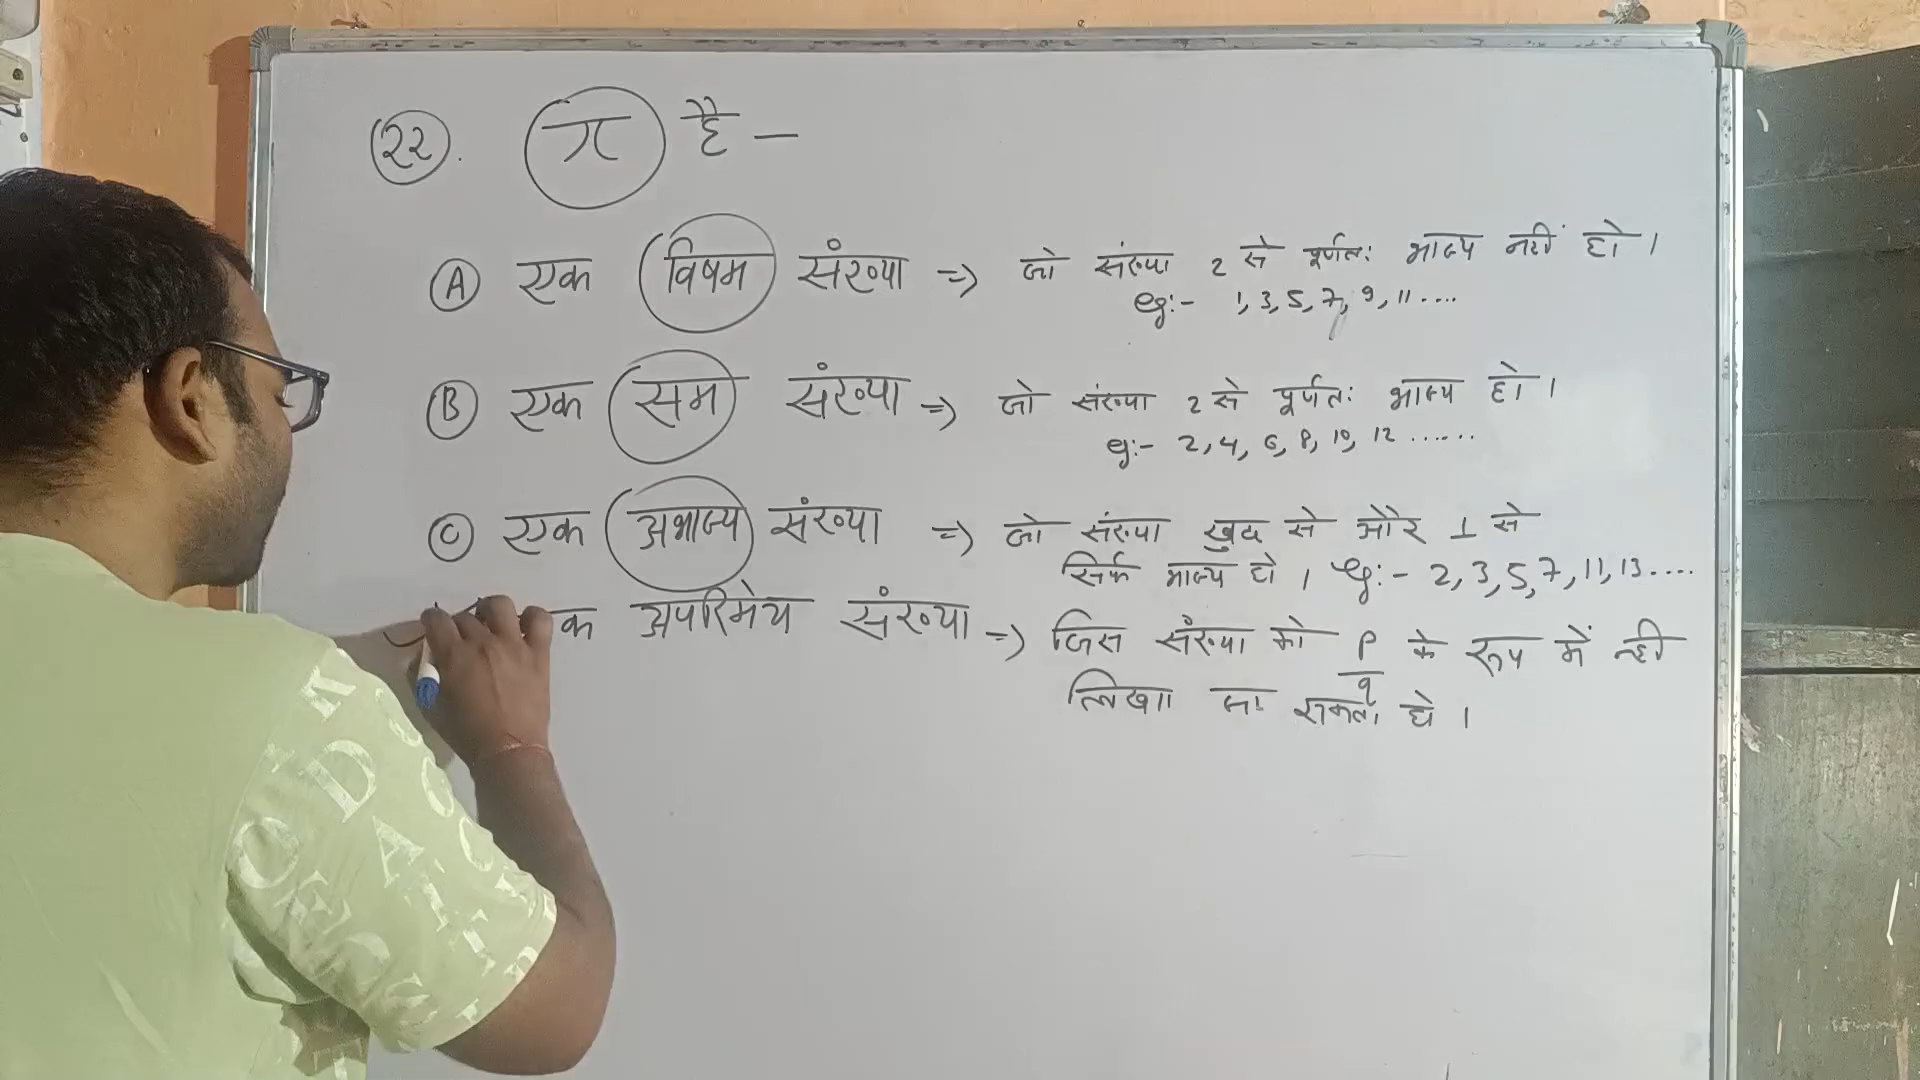 २२. π है —
A एक विषम संख्या => जो संख्या 2 से पूर्णतः भाज्य नहीं हो।
eg:- 1, 3, 5, 7, 9, 11 ....
B एक सम संख्या => जो संख्या 2 से पूर्णतः भाज्य हो।
eg:- 2, 4, 6, 8, 10, 12 ......
C एक अभाज्य संख्या => जो संख्या खुद से और 1 से
सिर्फ भाज्य हो। eg:- 2, 3, 5, 7, 11, 13 ....
क अपरिमेय संख्या => जिस संख्या को p/q के रूप में नही
लिखा जा सकता हो।